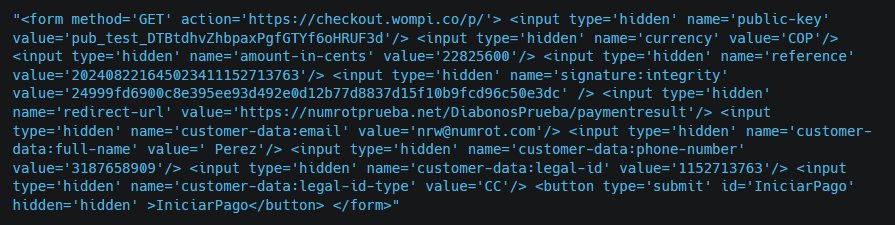 "<form method='GET' action='https://checkout.wompi.co/p/'> <input type='hidden' name='public-key'
value='pub_test_DTBtdhvZhbpaxPgfGTYf6oHRUF3d'/> <input type='hidden' name='currency' value='COP'/>
<input type='hidden' name='amount-in-cents' value='22825600'/> <input type='hidden' name='reference'
value='202408221645023411152713763'/> <input type='hidden' name='signature:integrity'
value='24999fd6900c8e395ee93d492e0d12b77d8837d15f10b9fcd96c50e3dc' /> <input type='hidden'
name='redirect-url' value='https://numrotprueba.net/DiabonosPrueba/paymentresult'/> <input
type='hidden' name='customer-data:email' value='nrw@numrot.com'/> <input type='hidden' name='customer-
data:full-name' value=' Perez'/> <input type='hidden' name='customer-data:phone-number'
value='3187658909'/> <input type='hidden' name='customer-data:legal-id' value='1152713763'/> <input
type='hidden' name='customer-data:legal-id-type' value='CC'/> <button type='submit' id='IniciarPago'
hidden='hidden' >IniciarPago</button> </form>"